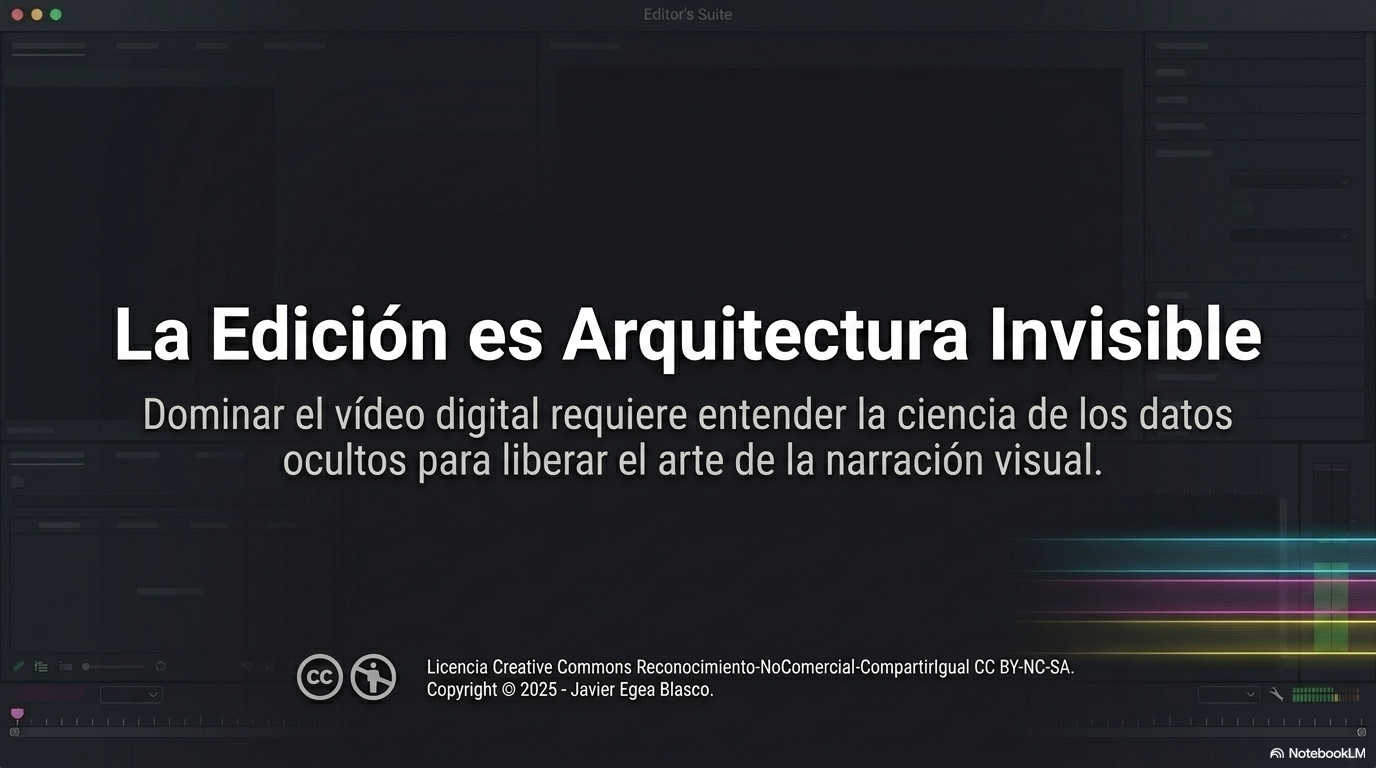 Editor's Suite
La Edición es Arquitectura Invisible
Dominar el vídeo digital requiere entender la ciencia de los datos
ocultos para liberar el arte de la narración visual.
cc
Licencia Creative Commons Reconocimiento-NoComercial-CompartirIgual CC BY-NC-SA.
Copyright © 2025 - Javier Egea Blasco.
NotebookLM